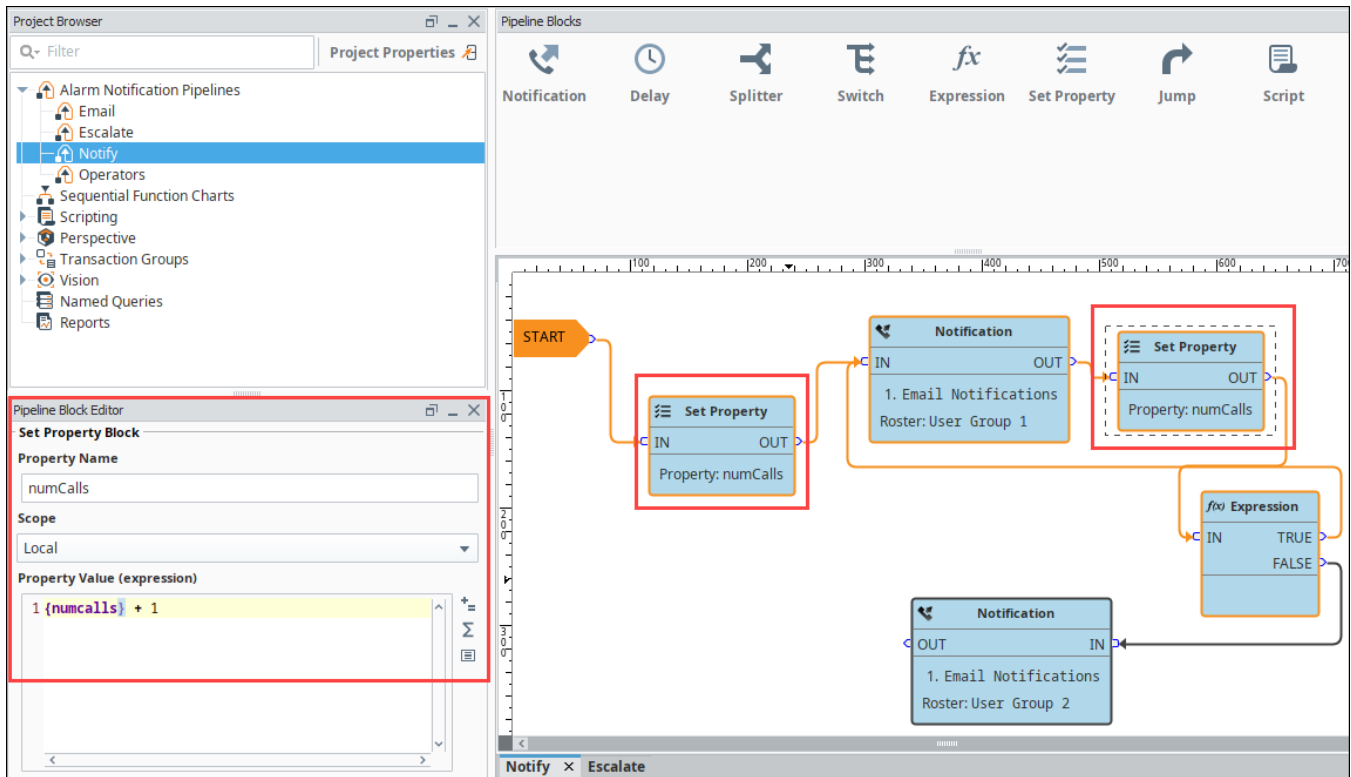 Project Browser
Filter
Project Properties
Alarm Notification Pipelines
Email
Escalate
Notify
Operators
Sequential Function Charts
Scripting
Perspective
Transaction Groups
Vision
Named Queries
Reports
Pipeline Block Editor
Set Property Block
Property Name
numCalls
Scope
Local
Property Value (expression)
1 {numcalls} + 1
Pipeline Blocks
Notification Delay Splitter Switch fx Expression Set Property Jump Script
100 200 300 400 500 600 700
100
200
300
START
Set Property
IN OUT
Property: numCalls
Notification
IN OUT
1. Email Notifications
Roster: User Group 1
Set Property
IN OUT
Property: numCalls
f(x) Expression
IN TRUE
FALSE
Notification
OUT IN
1. Email Notifications
Roster: User Group 2
Notify × Escalate